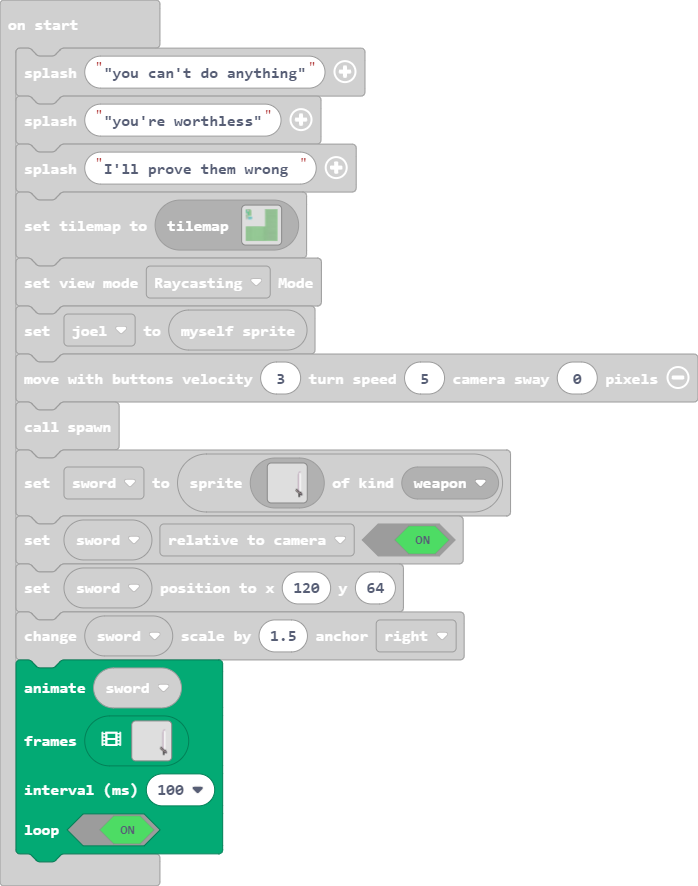 on start
splash ""you can't do anything""
splash ""you're worthless""
splash "I'll prove them wrong "
set tilemap to tilemap
set view mode Raycasting Mode
set joel to myself sprite
move with buttons velocity 3 turn speed 5 camera sway 0 pixels
call spawn
set sword to sprite of kind weapon
set sword relative to camera ON
set sword position to x 120 y 64
change sword scale by 1.5 anchor right
animate sword
frames
interval (ms) 100
loop ON